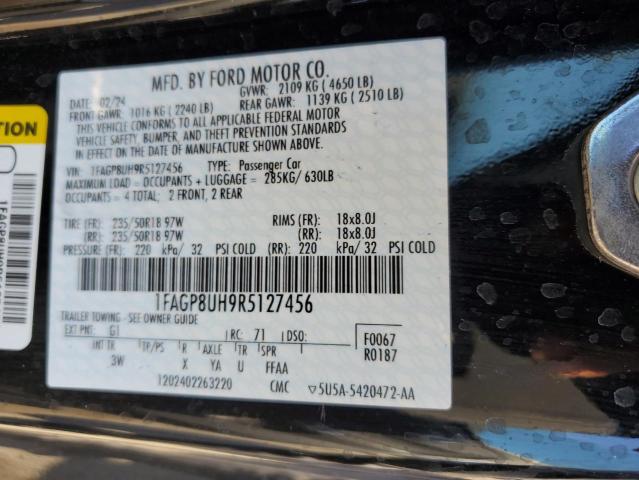 MFD. BY FORD MOTOR CO.
DATE: 02/24 GVWR: 2109 KG ( 4650 LB)
FRONT GAWR: 1016 KG ( 2240 LB) REAR GAWR: 1139 KG ( 2510 LB)
THIS VEHICLE CONFORMS TO ALL APPLICABLE FEDERAL MOTOR
VEHICLE SAFETY, BUMPER, AND THEFT PREVENTION STANDARDS
IN EFFECT ON THE DATE OF MANUFACTURE SHOWN ABOVE.
VIN: 1FAGP8UH9R5127456 TYPE: Passenger Car
MAXIMUM LOAD = OCCUPANTS + LUGGAGE = 285KG/ 630LB
OCCUPANTS = 4 TOTAL; 2 FRONT, 2 REAR
TIRE (FR): 235/50R18 97W RIMS (FR): 18x8.0J
(RR): 235/50R18 97W (RR): 18x8.0J
PRESSURE (FR): 220 kPa/ 32 PSI COLD (RR): 220 kPa/ 32 PSI COLD
1FAGP8UH9R5127456
TRAILER TOWING - SEE OWNER GUIDE
EXT PNT: G1 RC: 71 DSO: F0067
INT TR TP/PS R AXLE TR SPR R0187
3W X YA U FFAA
1202402263220 CMC ▽5U5A-5420472-AA